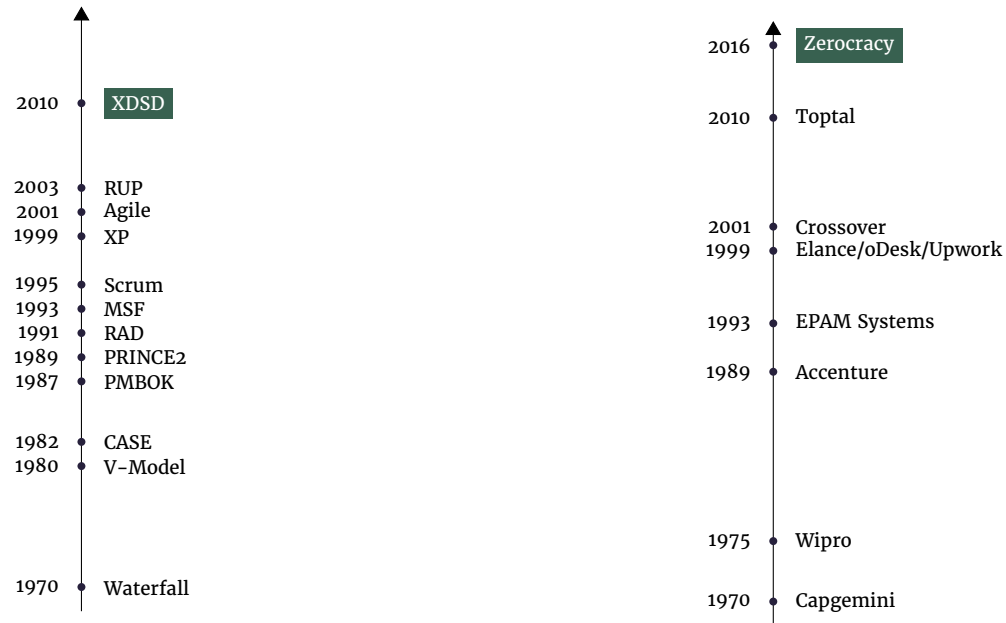 2010 XDSD
2003 RUP
2001 Agile
1999 XP
1995 Scrum
1993 MSF
1991 RAD
1989 PRINCE2
1987 PMBOK
1982 CASE
1980 V-Model
1970 Waterfall
2016 Zerocracy
2010 Toptal
2001 Crossover
1999 Elance/oDesk/Upwork
1993 EPAM Systems
1989 Accenture
1975 Wipro
1970 Capgemini